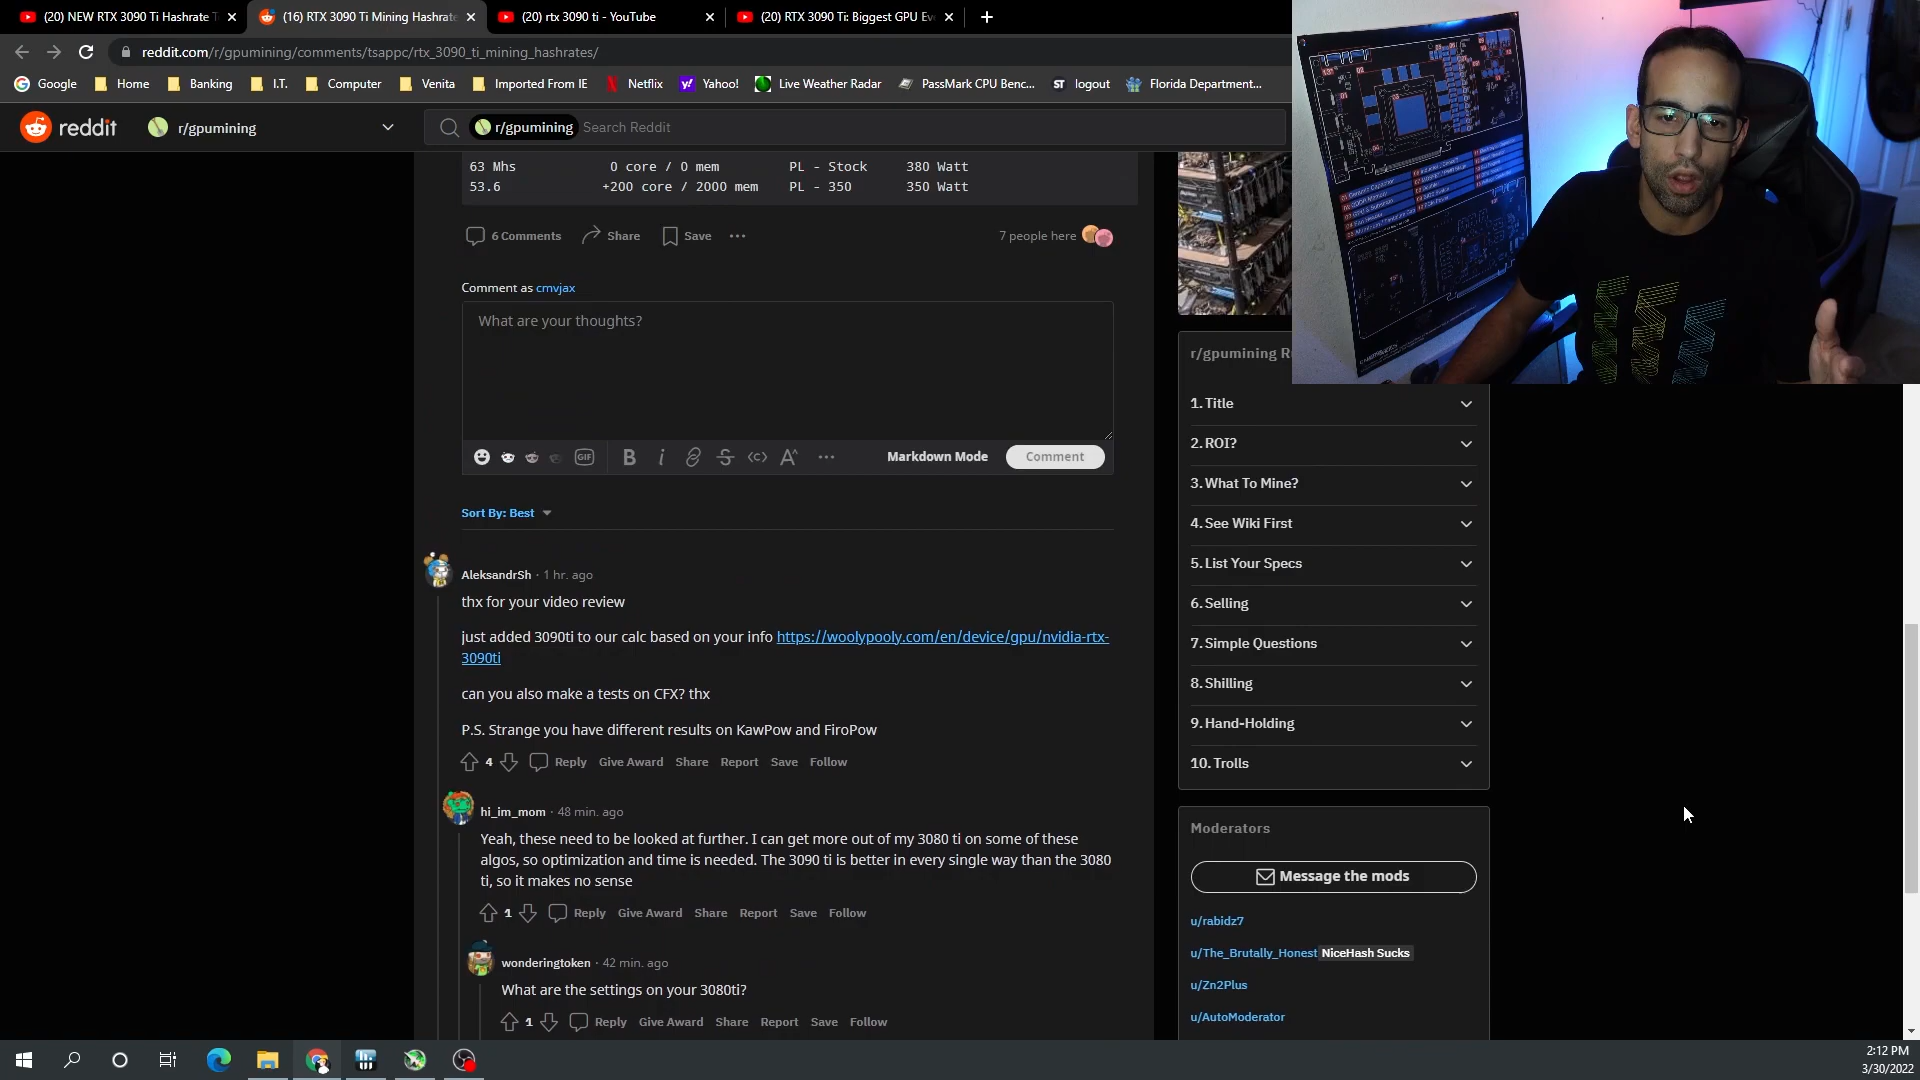 (20) NEW RTX 3090 Ti Hashrate T
(16) RTX 3090 Ti Mining Hashrate
(20) rtx 3090 ti - YouTube
(20) RTX 3090 Ti: Biggest GPU Ev
reddit.com/r/gpumining/comments/tsappc/rtx_3090_ti_mining_hashrates/
Google Home Banking I.T. Computer Venita Imported From IE Netflix Yahoo! Live Weather Radar PassMark CPU Benc... ST logout Florida Department...
reddit r/gpumining r/gpumining Search Reddit
63 Mhs 0 core / 0 mem PL - Stock 380 Watt
53.6 +200 core / 2000 mem PL - 350 350 Watt
6 Comments Share Save ··· 7 people here
Comment as cmvjax
What are your thoughts?
GIF B i Markdown Mode Comment
Sort By: Best
AleksandrSh · 1 hr. ago
thx for your video review
just added 3090ti to our calc based on your info https://woolypooly.com/en/device/gpu/nvidia-rtx-
3090ti
can you also make a tests on CFX? thx
P.S. Strange you have different results on KawPow and FiroPow
4 Reply Give Award Share Report Save Follow
hi_im_mom · 48 min. ago
Yeah, these need to be looked at further. I can get more out of my 3080 ti on some of these
algos, so optimization and time is needed. The 3090 ti is better in every single way than the 3080
ti, so it makes no sense
1 Reply Give Award Share Report Save Follow
wonderingtoken · 42 min. ago
What are the settings on your 3080ti?
1 Reply Give Award Share Report Save Follow
r/gpumining R
1. Title
2. ROI?
3. What To Mine?
4. See Wiki First
5. List Your Specs
6. Selling
7. Simple Questions
8. Shilling
9. Hand-Holding
10. Trolls
Moderators
Message the mods
u/rabidz7
u/The_Brutally_Honest NiceHash Sucks
u/Zn2Plus
u/AutoModerator
2:12 PM
3/30/2022